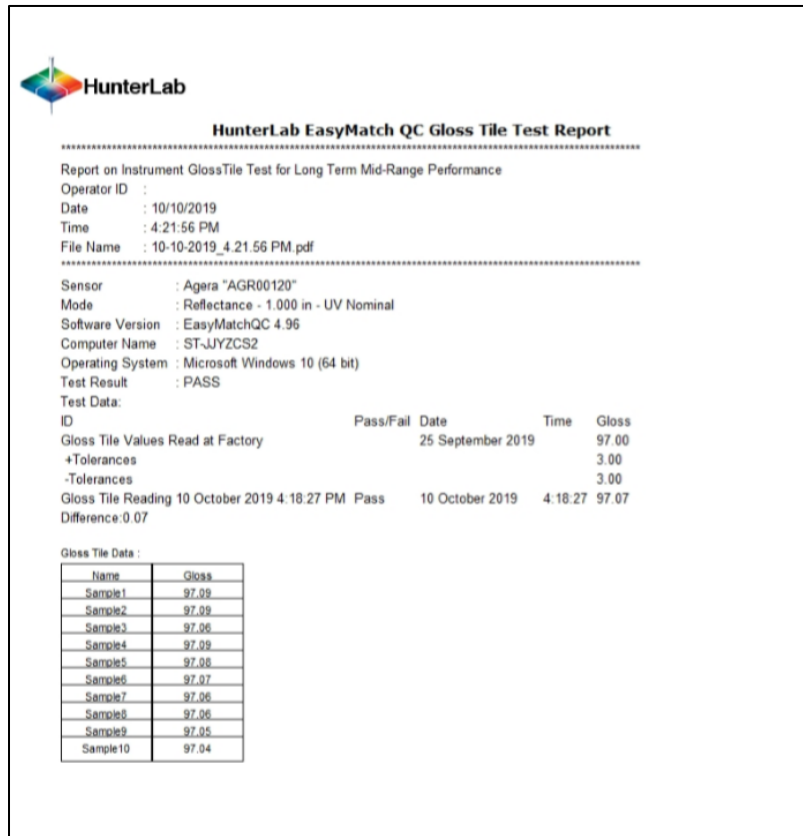 HunterLab
HunterLab EasyMatch QC Gloss Tile Test Report
Report on Instrument GlossTile Test for Long Term Mid-Range Performance
Operator ID :
Date : 10/10/2019
Time : 4:21:56 PM
File Name : 10-10-2019_4.21.56 PM.pdf
Sensor : Agera "AGR00120"
Mode : Reflectance - 1.000 in - UV Nominal
Software Version : EasyMatchQC 4.96
Computer Name : ST-JJYZCS2
Operating System : Microsoft Windows 10 (64 bit)
Test Result : PASS
Test Data:
ID Pass/Fail Date Time Gloss
Gloss Tile Values Read at Factory 25 September 2019 97.00
+Tolerances 3.00
-Tolerances 3.00
Gloss Tile Reading 10 October 2019 4:18:27 PM Pass 10 October 2019 4:18:27 97.07
Difference:0.07
Gloss Tile Data :
Name Gloss
Sample1 97.09
Sample2 97.09
Sample3 97.06
Sample4 97.09
Sample5 97.08
Sample6 97.07
Sample7 97.06
Sample8 97.06
Sample9 97.05
Sample10 97.04